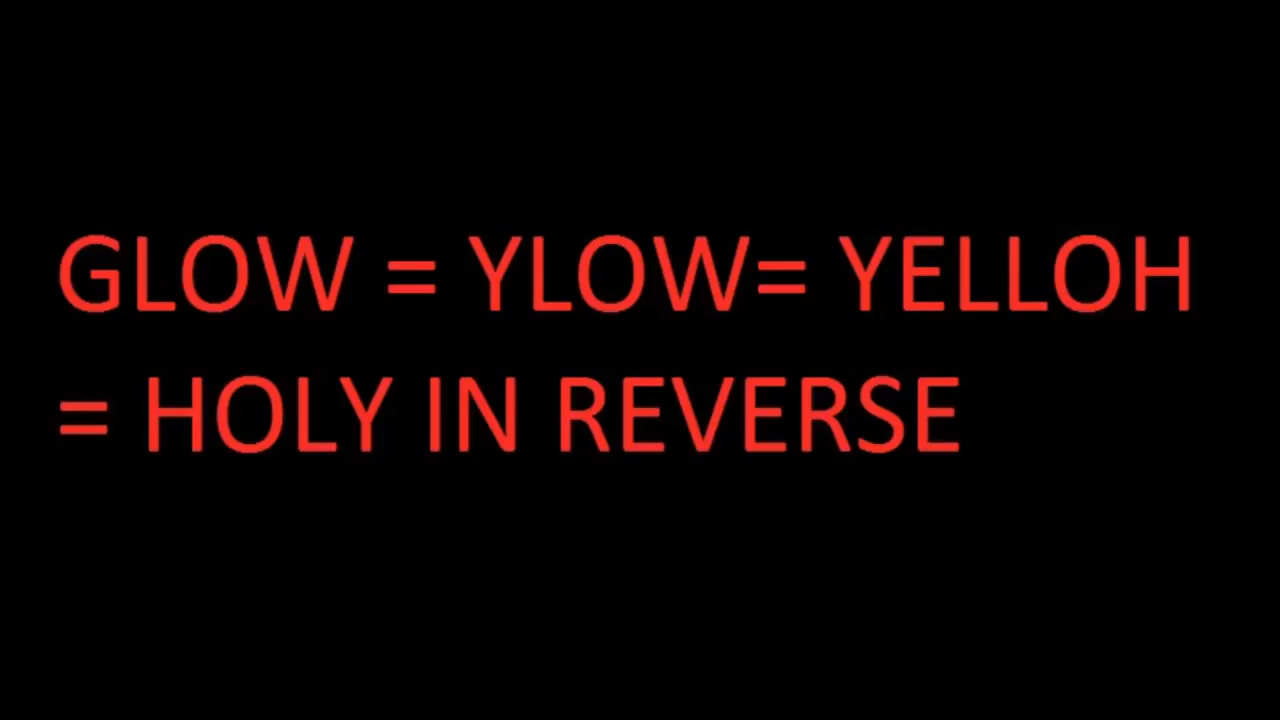 GLOW = YLOW= YELLOH
= HOLY IN REVERSE